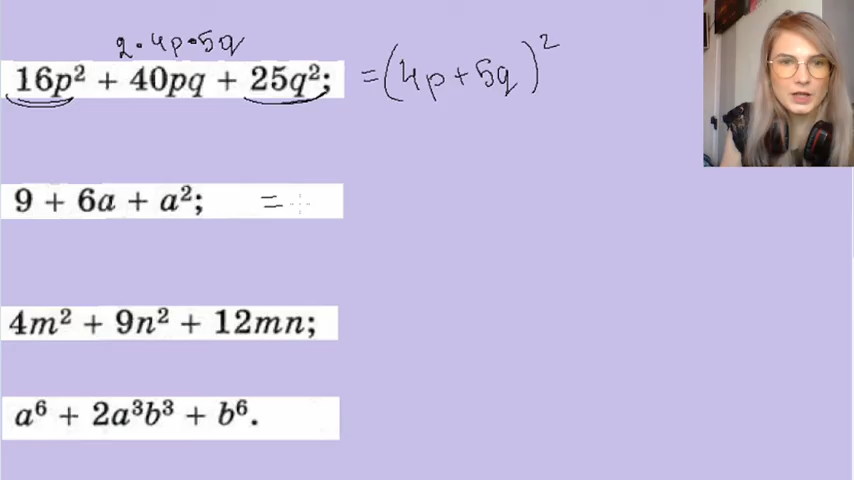 2·4p·5q
16p² + 40pq + 25q²; =(4p+5q)²
9 + 6a + a²; =
4m² + 9n² + 12mn;
a⁶ + 2a³b³ + b⁶.